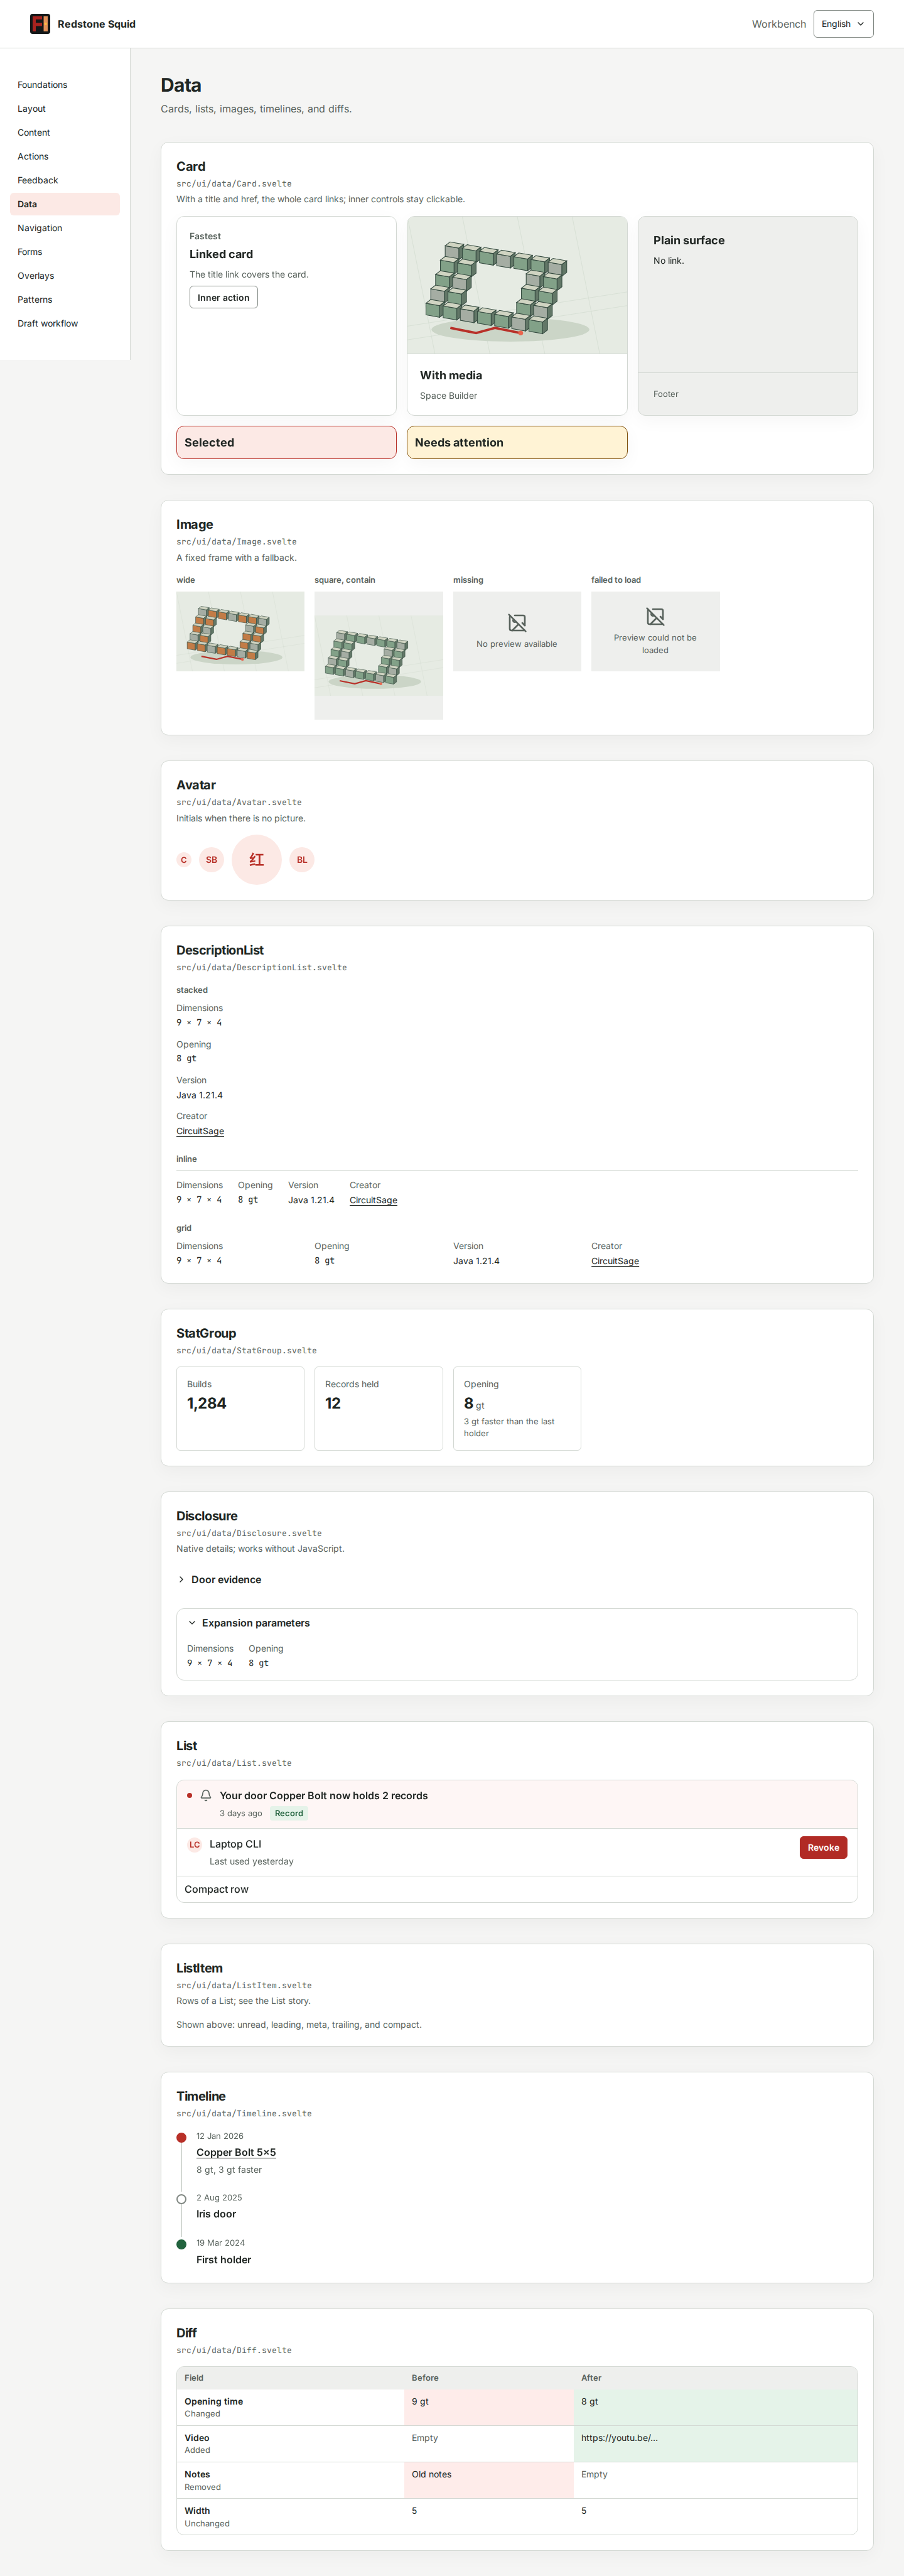 Redstone Squid
Workbench
English
Foundations
Layout
Content
Actions
Feedback
Data
Navigation
Forms
Overlays
Patterns
Draft workflow
Data
Cards, lists, images, timelines, and diffs.
Card
src/ui/data/Card.svelte
With a title and href, the whole card links; inner controls stay clickable.
Fastest
Linked card
The title link covers the card.
Inner action
With media
Space Builder
Plain surface
No link.
Footer
Selected
Needs attention
Image
src/ui/data/Image.svelte
A fixed frame with a fallback.
wide
square, contain
missing
failed to load
No preview available
Preview could not be
loaded
Avatar
src/ui/data/Avatar.svelte
Initials when there is no picture.
C
SB
红
BL
DescriptionList
src/ui/data/DescriptionList.svelte
stacked
Dimensions
9 × 7 × 4
Opening
8 gt
Version
Java 1.21.4
Creator
CircuitSage
inline
Dimensions Opening Version Creator
9 × 7 × 4 8 gt Java 1.21.4 CircuitSage
grid
Dimensions Opening Version Creator
9 × 7 × 4 8 gt Java 1.21.4 CircuitSage
StatGroup
src/ui/data/StatGroup.svelte
Builds
1,284
Records held
12
Opening
8 gt
3 gt faster than the last
holder
Disclosure
src/ui/data/Disclosure.svelte
Native details; works without JavaScript.
Door evidence
Expansion parameters
Dimensions Opening
9 × 7 × 4 8 gt
List
src/ui/data/List.svelte
Your door Copper Bolt now holds 2 records
3 days ago Record
LC Laptop CLI
Last used yesterday
Revoke
Compact row
ListItem
src/ui/data/ListItem.svelte
Rows of a List; see the List story.
Shown above: unread, leading, meta, trailing, and compact.
Timeline
src/ui/data/Timeline.svelte
12 Jan 2026
Copper Bolt 5×5
8 gt, 3 gt faster
2 Aug 2025
Iris door
19 Mar 2024
First holder
Diff
src/ui/data/Diff.svelte
Field Before After
Opening time 9 gt 8 gt
Changed
Video Empty https://youtu.be/...
Added
Notes Old notes Empty
Removed
Width 5 5
Unchanged